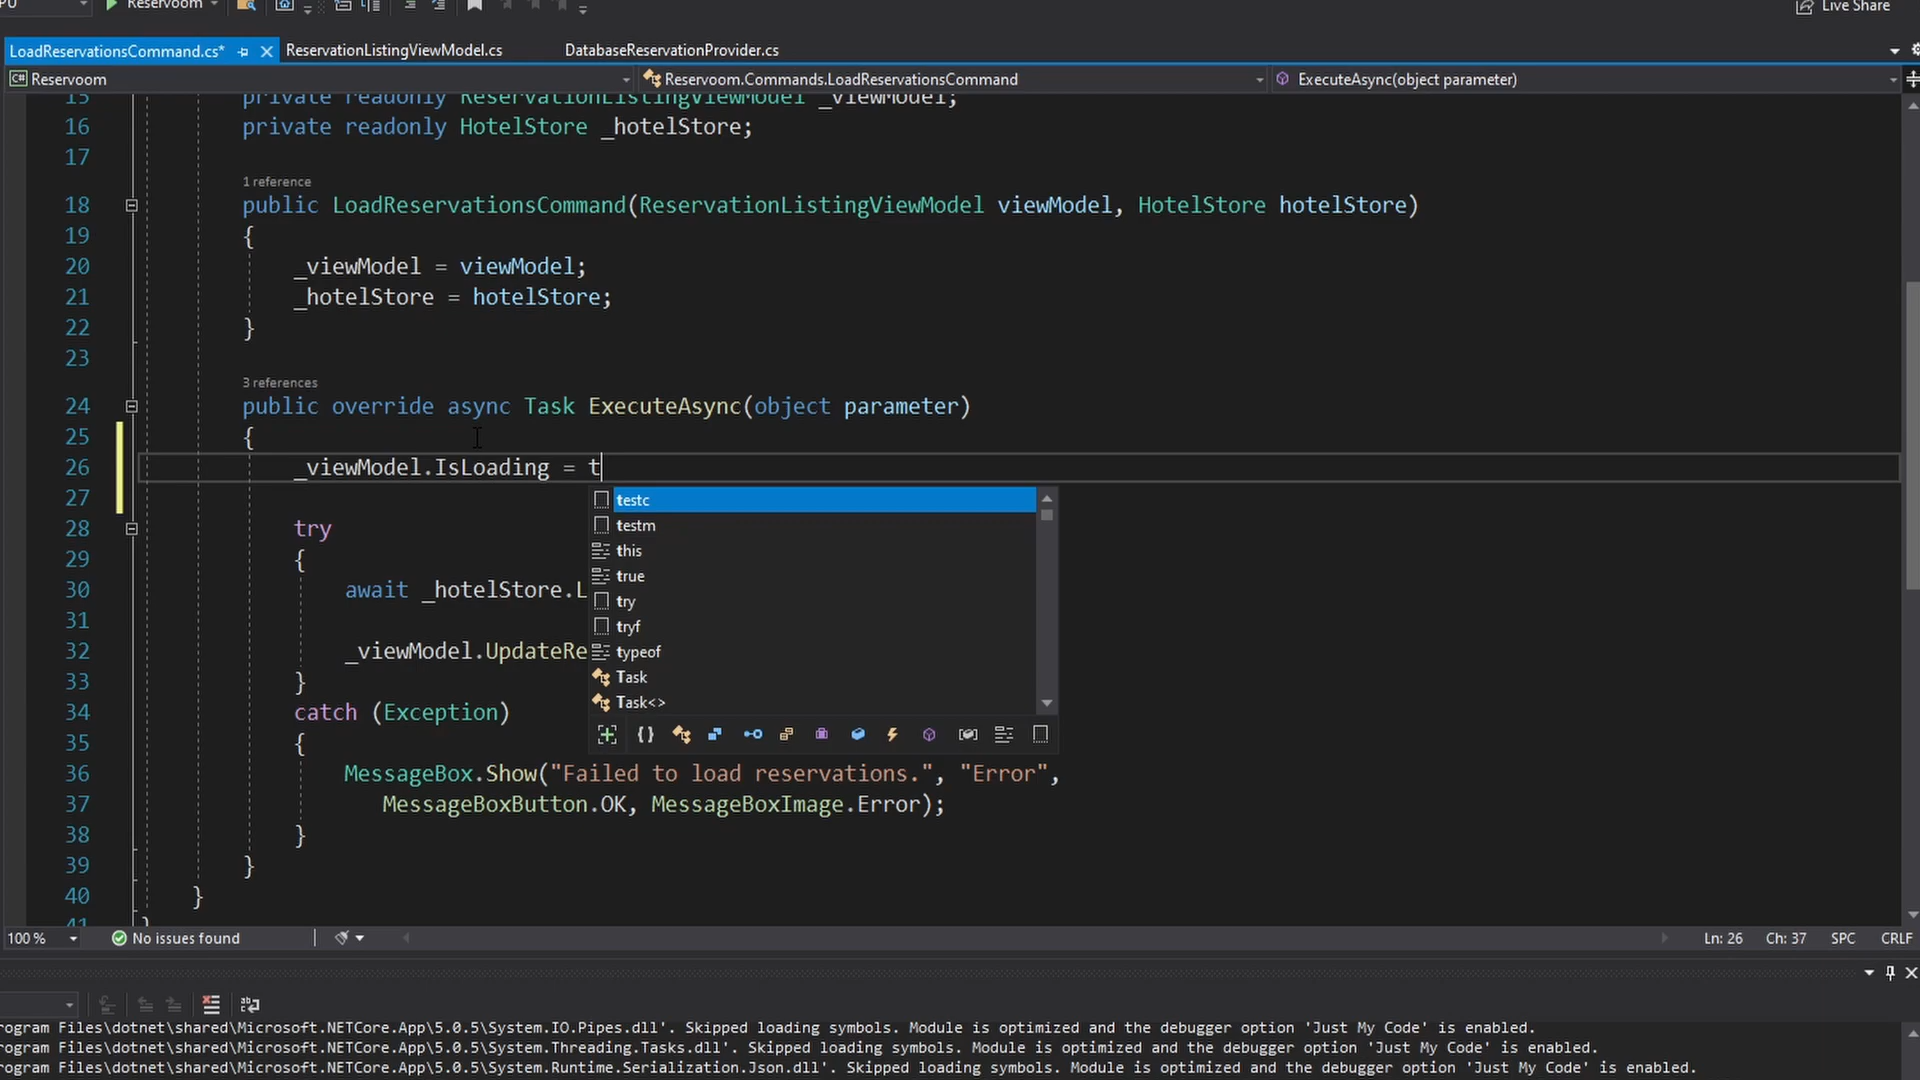 Reservoom
Live Share
LoadReservationsCommand.cs*
ReservationListingViewModel.cs
DatabaseReservationProvider.cs
C# Reservoom
Reservoom.Commands.LoadReservationsCommand
ExecuteAsync(object parameter)
15 private readonly ReservationListingViewModel _viewModel;
16 private readonly HotelStore _hotelStore;
17
1 reference
18 public LoadReservationsCommand(ReservationListingViewModel viewModel, HotelStore hotelStore)
19 {
20 _viewModel = viewModel;
21 _hotelStore = hotelStore;
22 }
23
3 references
24 public override async Task ExecuteAsync(object parameter)
25 {
26 _viewModel.IsLoading = t
27
28 try
29 {
30 await _hotelStore.L
31
32 _viewModel.UpdateRe
33 }
34 catch (Exception)
35 {
36 MessageBox.Show("Failed to load reservations.", "Error",
37 MessageBoxButton.OK, MessageBoxImage.Error);
38 }
39 }
40 }
41 }
testc
testm
this
true
try
tryf
typeof
Task
Task<>
100 %
No issues found
Ln: 26
Ch: 37
SPC
CRLF
rogram Files\dotnet\shared\Microsoft.NETCore.App\5.0.5\System.IO.Pipes.dll'. Skipped loading symbols. Module is optimized and the debugger option 'Just My Code' is enabled.
rogram Files\dotnet\shared\Microsoft.NETCore.App\5.0.5\System.Threading.Tasks.dll'. Skipped loading symbols. Module is optimized and the debugger option 'Just My Code' is enabled.
rogram Files\dotnet\shared\Microsoft.NETCore.App\5.0.5\System.Runtime.Serialization.Json.dll'. Skipped loading symbols. Module is optimized and the debugger option 'Just My Code' is enabled.